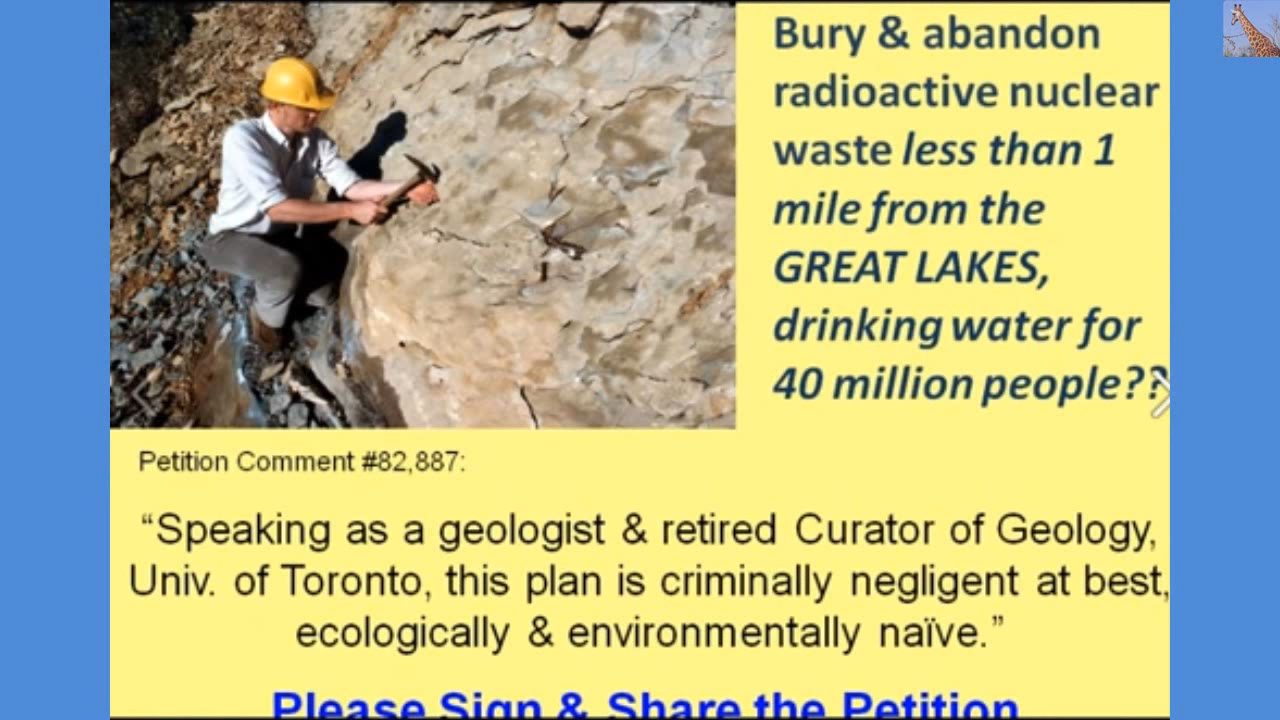 Bury & abandon
radioactive nuclear
waste less than 1
mile from the
GREAT LAKES,
drinking water for
40 million people??
Petition Comment #82,887:
“Speaking as a geologist & retired Curator of Geology,
Univ. of Toronto, this plan is criminally negligent at best,
ecologically & environmentally naïve.”
Please Sign & Share the Petition